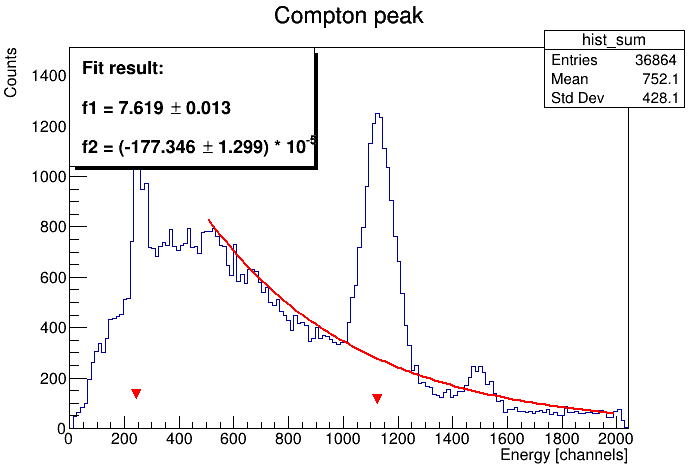 Compton peak
hist_sum
Entries 36864
Mean 752.1
Std Dev 428.1
Counts
Fit result:
f1 = 7.619 ± 0.013
f2 = (-177.346 ± 1.299) * 10^-5
1400
1200
1000
800
600
400
200
0
0 200 400 600 800 1000 1200 1400 1600 1800 2000
Energy [channels]